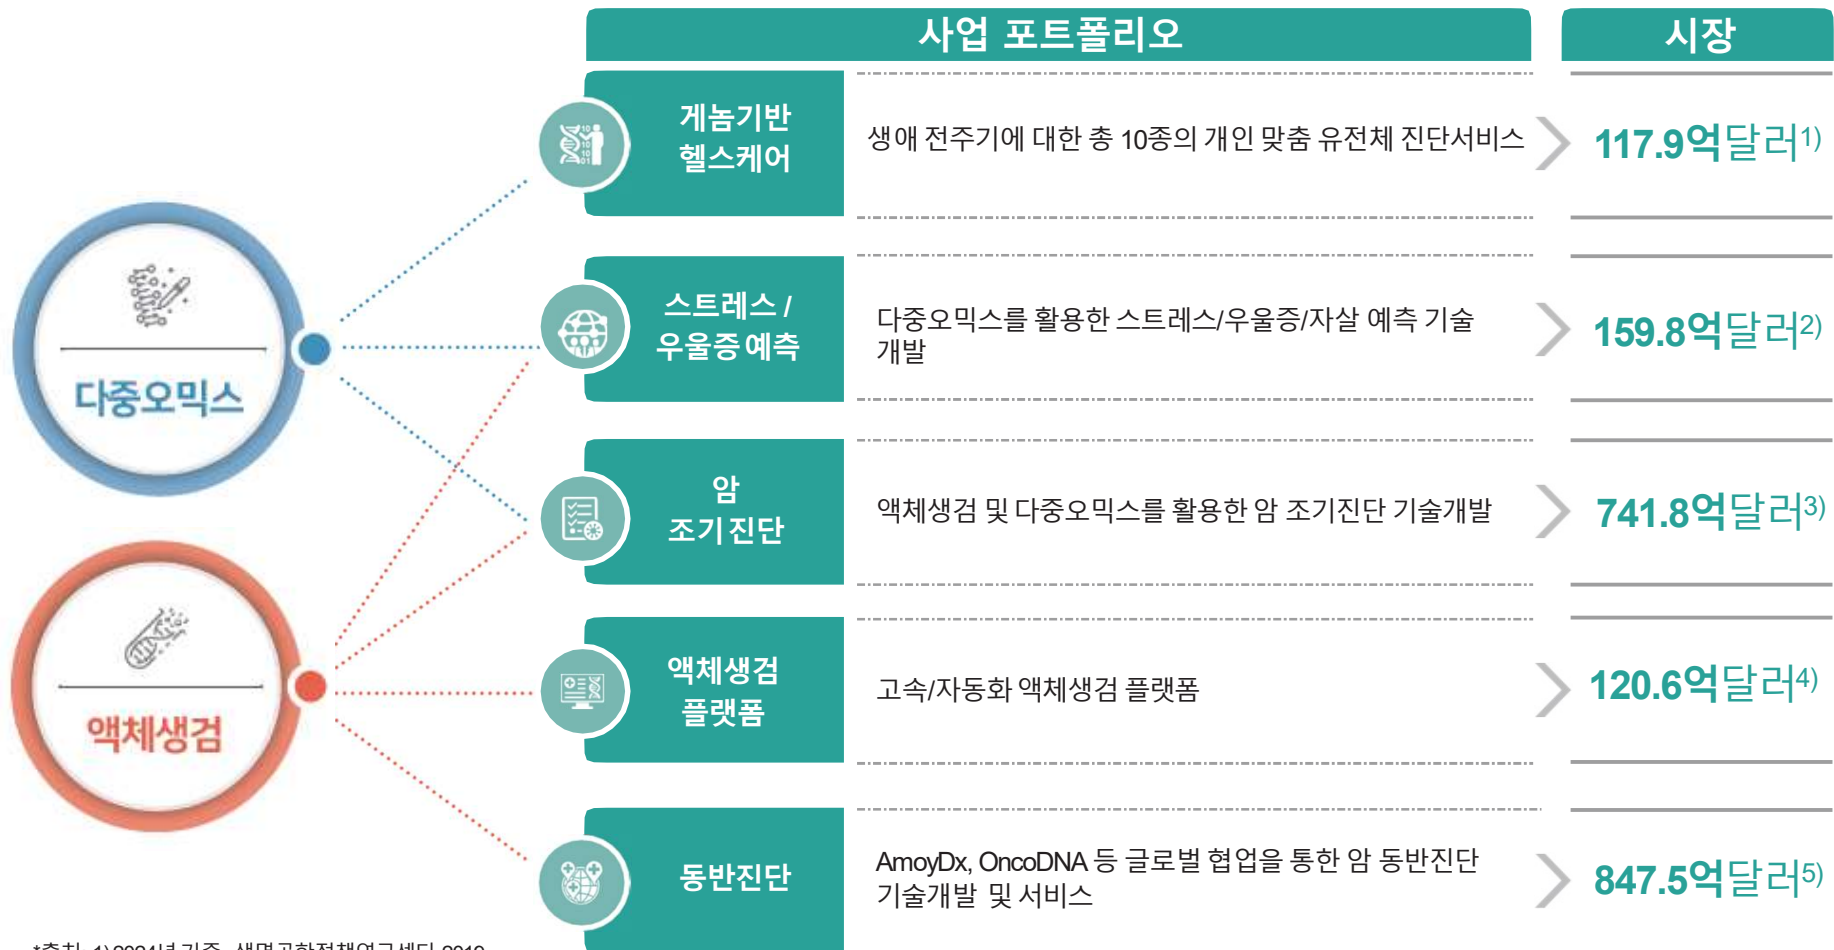 사업 포트폴리오
시장
다중오믹스
액체생검
게놈기반
헬스케어
생애 전주기에 대한 총 10종의 개인 맞춤 유전체 진단서비스
117.9억달러1)
스트레스 /
우울증예측
다중오믹스를 활용한 스트레스/우울증/자살 예측 기술
개발
159.8억달러2)
암
조기진단
액체생검 및 다중오믹스를 활용한 암 조기진단 기술개발
741.8억달러3)
액체생검
플랫폼
고속/자동화 액체생검 플랫폼
120.6억달러4)
동반진단
AmoyDx, OncoDNA 등 글로벌 협업을 통한 암 동반진단
기술개발 및 서비스
847.5억달러5)